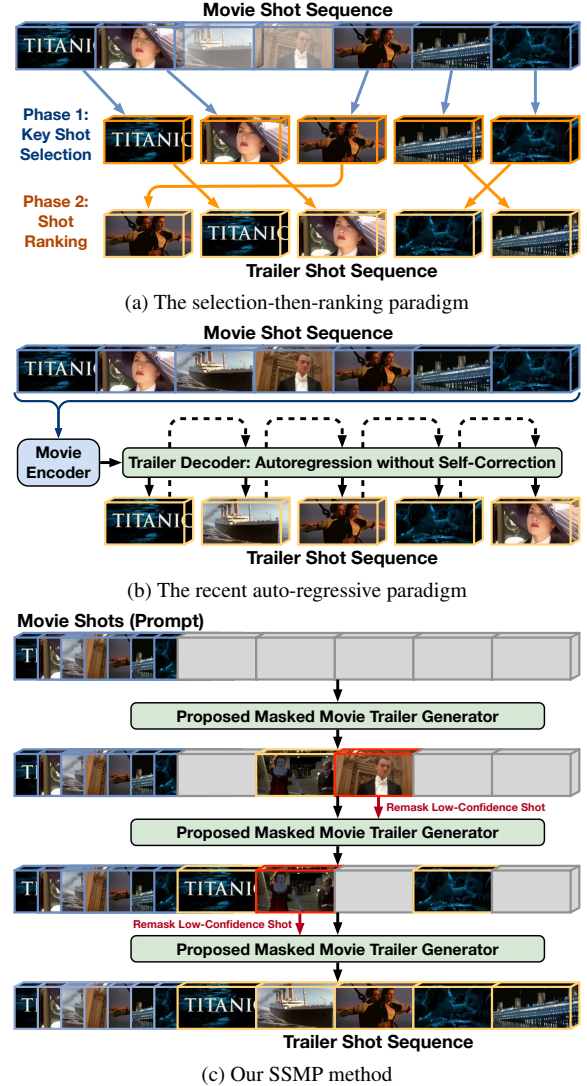 Movie Shot Sequence
TITANIC
Phase 1:
Key Shot
Selection
TITANIC
Phase 2:
Shot
Ranking
TITANIC
Trailer Shot Sequence
(a) The selection-then-ranking paradigm
Movie Shot Sequence
TITANIC
Movie
Encoder
Trailer Decoder: Autoregression without Self-Correction
TITANIC
Trailer Shot Sequence
(b) The recent auto-regressive paradigm
Movie Shots (Prompt)
TI
Proposed Masked Movie Trailer Generator
TI
Remask Low-Confidence Shot
Proposed Masked Movie Trailer Generator
TI
TITANIC
Remask Low-Confidence Shot
Proposed Masked Movie Trailer Generator
TI
TITANIC
Trailer Shot Sequence
(c) Our SSMP method